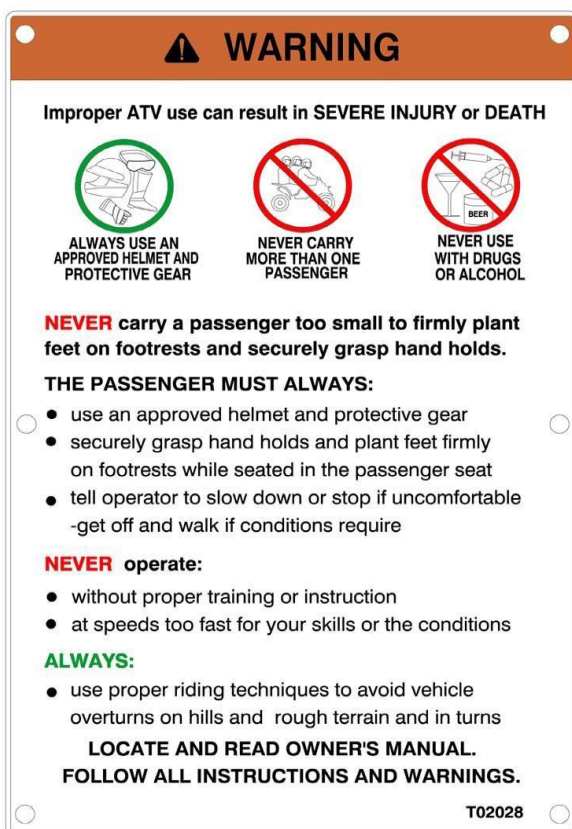 WARNING
Improper ATV use can result in SEVERE INJURY or DEATH
BEER
ALWAYS USE AN
APPROVED HELMET AND
PROTECTIVE GEAR
NEVER CARRY
MORE THAN ONE
PASSENGER
NEVER USE
WITH DRUGS
OR ALCOHOL
NEVER carry a passenger too small to firmly plant
feet on footrests and securely grasp hand holds.
THE PASSENGER MUST ALWAYS:
• use an approved helmet and protective gear
• securely grasp hand holds and plant feet firmly
on footrests while seated in the passenger seat
• tell operator to slow down or stop if uncomfortable
-get off and walk if conditions require
NEVER operate:
• without proper training or instruction
• at speeds too fast for your skills or the conditions
ALWAYS:
• use proper riding techniques to avoid vehicle
overturns on hills and rough terrain and in turns
LOCATE AND READ OWNER'S MANUAL.
FOLLOW ALL INSTRUCTIONS AND WARNINGS.
T02028